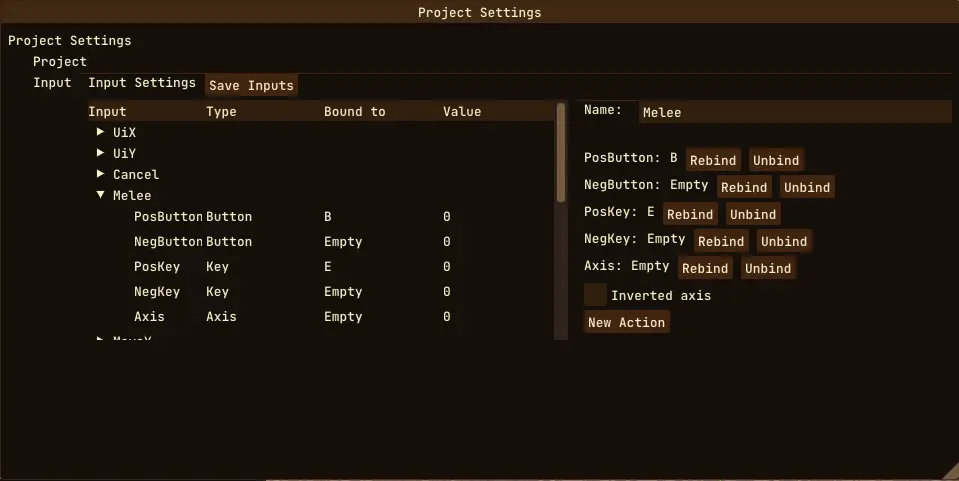 Project Settings
Project Settings
Project
Input Input Settings Save Inputs
Input Type Bound to Value
UiX
UiY
Cancel
Melee
PosButton Button B 0
NegButton Button Empty 0
PosKey Key E 0
NegKey Key Empty 0
Axis Axis Empty 0
Name: Melee
PosButton: B Rebind Unbind
NegButton: Empty Rebind Unbind
PosKey: E Rebind Unbind
NegKey: Empty Rebind Unbind
Axis: Empty Rebind Unbind
Inverted axis
New Action